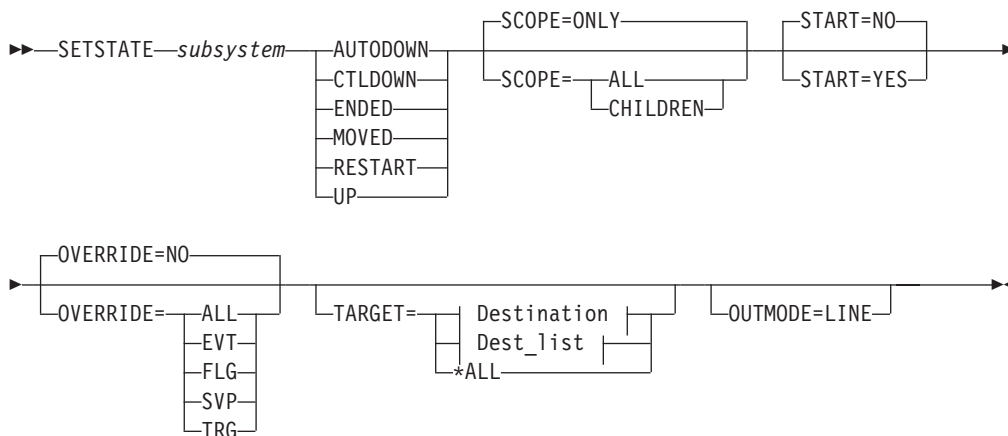 SCOPE=ONLY START=NO
SETSTATE subsystem AUTODOWN SCOPE= ALL START=YES
CTLDOWN CHILDREN
ENDED
MOVED
RESTART
UP
OVERRIDE=NO
OVERRIDE= ALL TARGET= Destination OUTMODE=LINE
EVT Dest_list
FLG *ALL
SVP
TRG